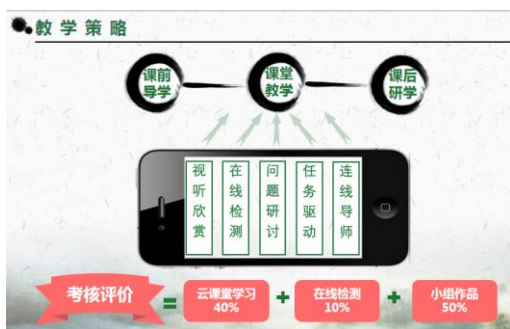 教学策略
课前
导学
课堂
教学
课后
研学
视听欣赏
在线检测
问题研讨
任务驱动
连线导师
考核评价
=
云课堂学习
40%
+
在线检测
10%
+
小组作品
50%